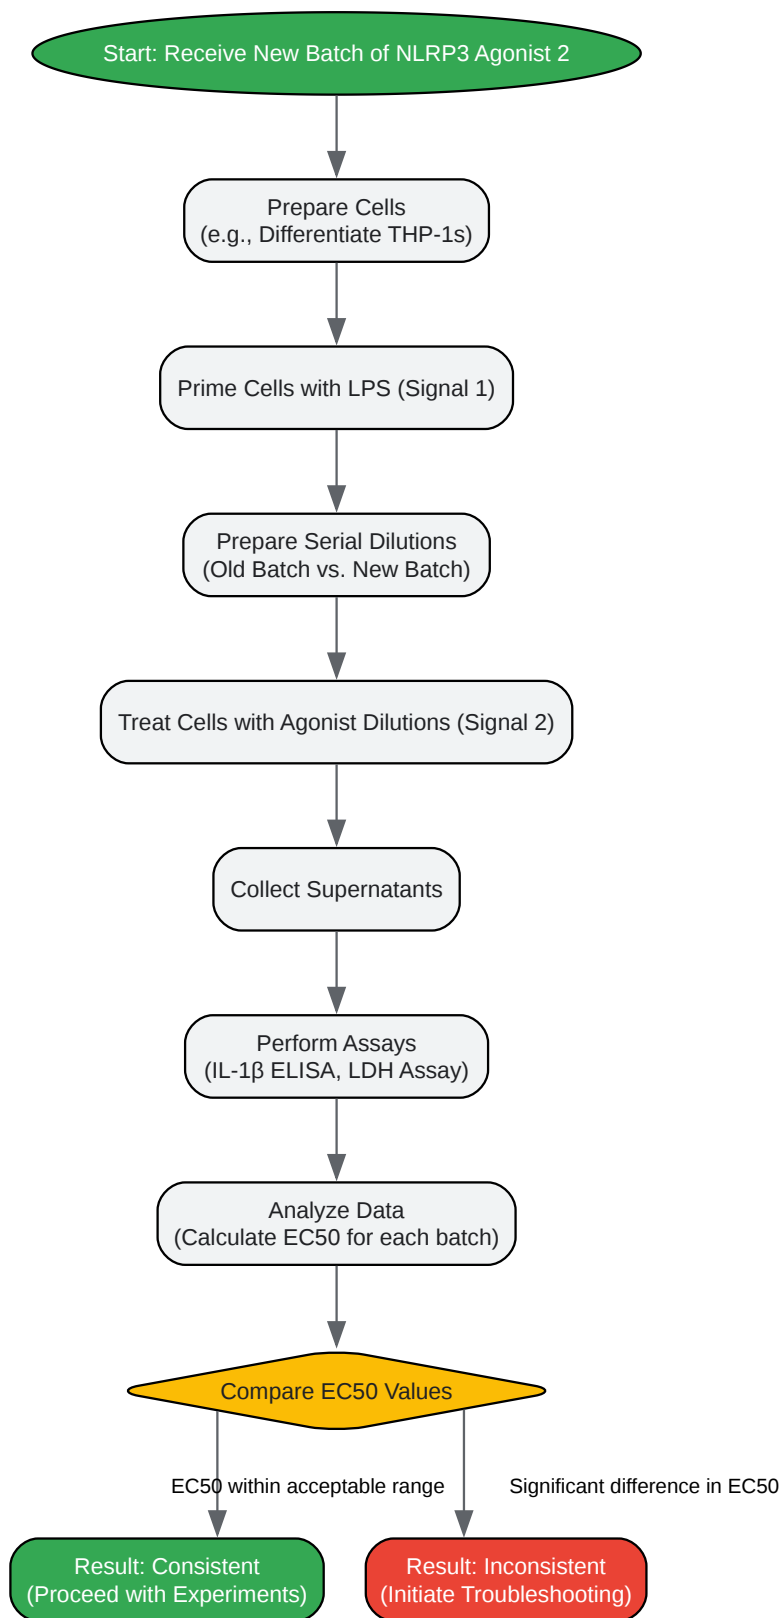 Start: Receive New Batch of NLRP3 Agonist 2
Prepare Cells
(e.g., Differentiate THP-1s)
Prime Cells with LPS (Signal 1)
Prepare Serial Dilutions
(Old Batch vs. New Batch)
Treat Cells with Agonist Dilutions (Signal 2)
Collect Supernatants
Perform Assays
(IL-1β ELISA, LDH Assay)
Analyze Data
(Calculate EC50 for each batch)
Compare EC50 Values
EC50 within acceptable range
Significant difference in EC50
Result: Consistent
(Proceed with Experiments)
Result: Inconsistent
(Initiate Troubleshooting)